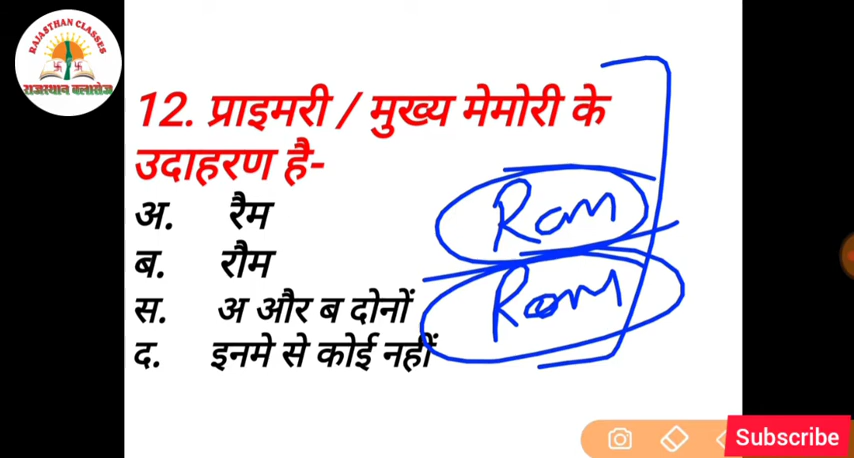 RAJASTHAN CLASSES
राजस्थान क्लासेज
12. प्राइमरी / मुख्य मेमोरी के
उदाहरण है-
अ. रैम
ब. रौम
स. अ और ब दोनों
द. इनमे से कोई नहीं
Ram
Rom
Subscribe